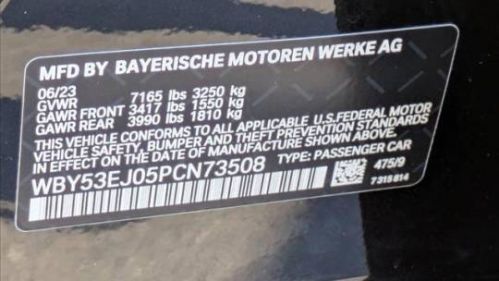 MFD BY BAYERISCHE MOTOREN WERKE AG
06/23
GVWR 7165 lbs 3250 kg
GAWR FRONT 3417 lbs 1550 kg
GAWR REAR 3990 lbs 1810 kg
THIS VEHICLE CONFORMS TO ALL APPLICABLE U.S.FEDERAL MOTOR
VEHICLE SAFETY, BUMPER AND THEFT PREVENTION STANDARDS
IN EFFECT ON THE DATE OF MANUFACTURE SHOWN ABOVE.
WBY53EJ05PCN73508 TYPE: PASSENGER CAR
475/9
7315814